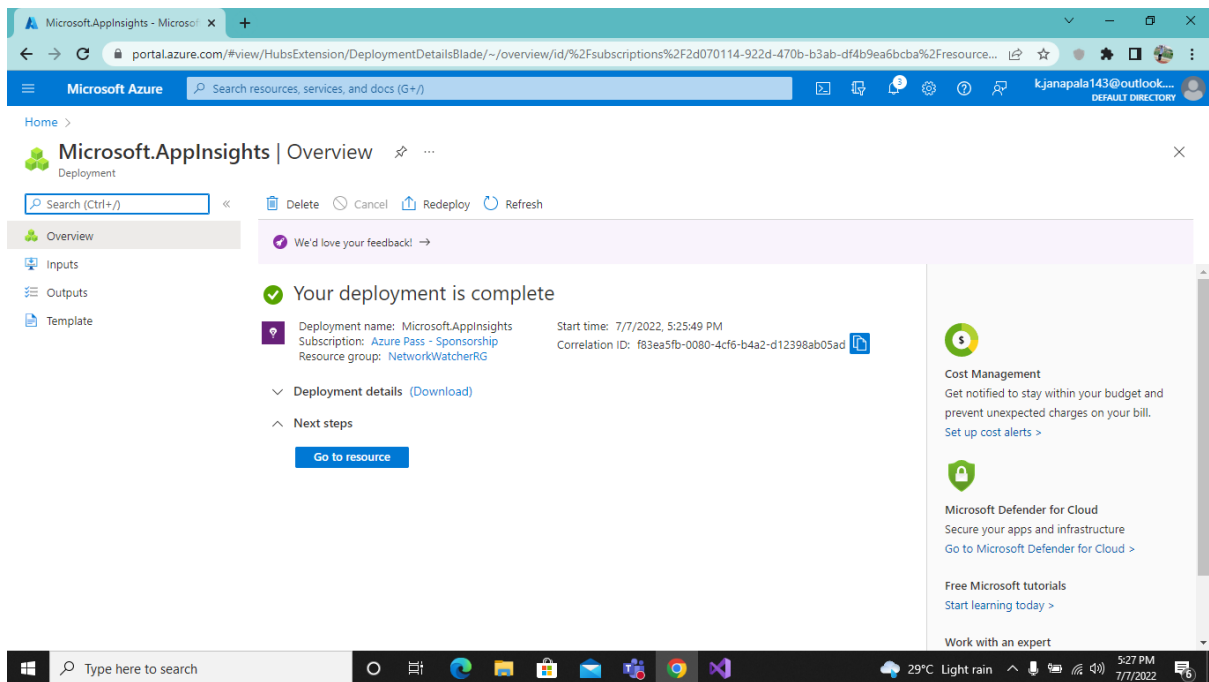 Microsoft.AppInsights - Microsof
portal.azure.com/#view/HubsExtension/DeploymentDetailsBlade/~/overview/id/%2Fsubscriptions%2F2d070114-922d-470b-b3ab-df4b9ea6bcba%2Fresource...
Microsoft Azure
Search resources, services, and docs (G+/)
3
k.janapala143@outlook....
DEFAULT DIRECTORY
Home >
Microsoft.AppInsights | Overview
Deployment
Search (Ctrl+/)
Delete
Cancel
Redeploy
Refresh
Overview
Inputs
Outputs
Template
We'd love your feedback! →
Your deployment is complete
Deployment name: Microsoft.AppInsights
Subscription: Azure Pass - Sponsorship
Resource group: NetworkWatcherRG
Start time: 7/7/2022, 5:25:49 PM
Correlation ID: f83ea5fb-0080-4cf6-b4a2-d12398ab05ad
Deployment details (Download)
Next steps
Go to resource
Cost Management
Get notified to stay within your budget and
prevent unexpected charges on your bill.
Set up cost alerts >
Microsoft Defender for Cloud
Secure your apps and infrastructure
Go to Microsoft Defender for Cloud >
Free Microsoft tutorials
Start learning today >
Work with an expert
Type here to search
29°C Light rain
5:27 PM
7/7/2022
6